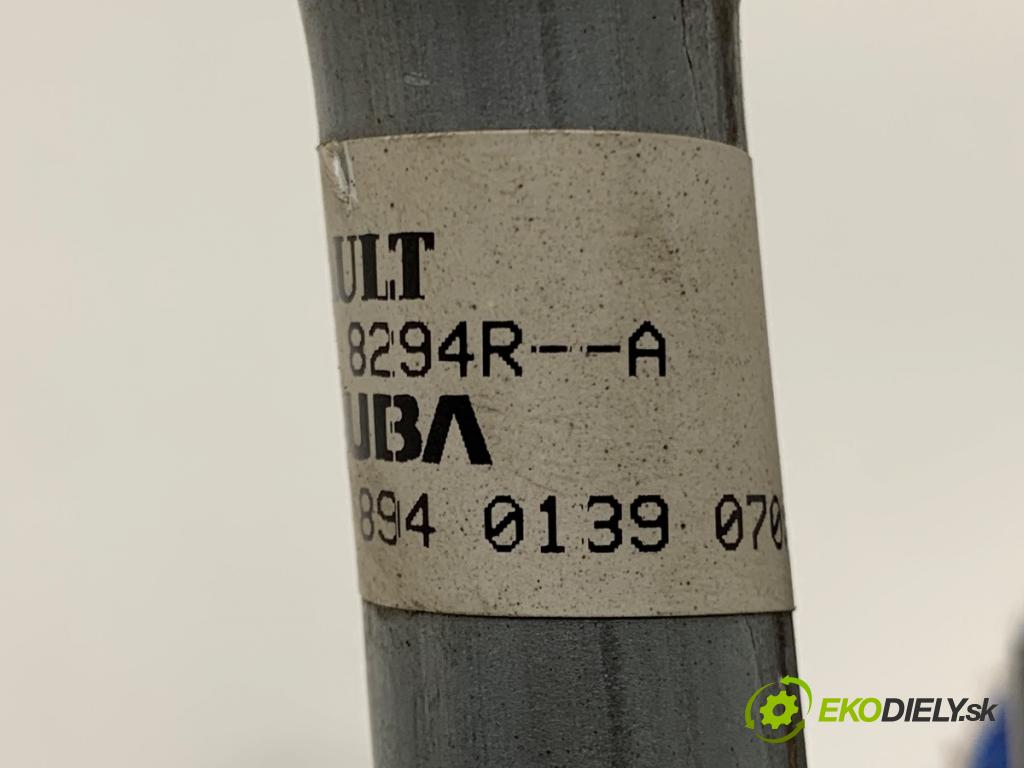 ULT
8294R--A
UBA
894 0139 070
EKODIELY.sk